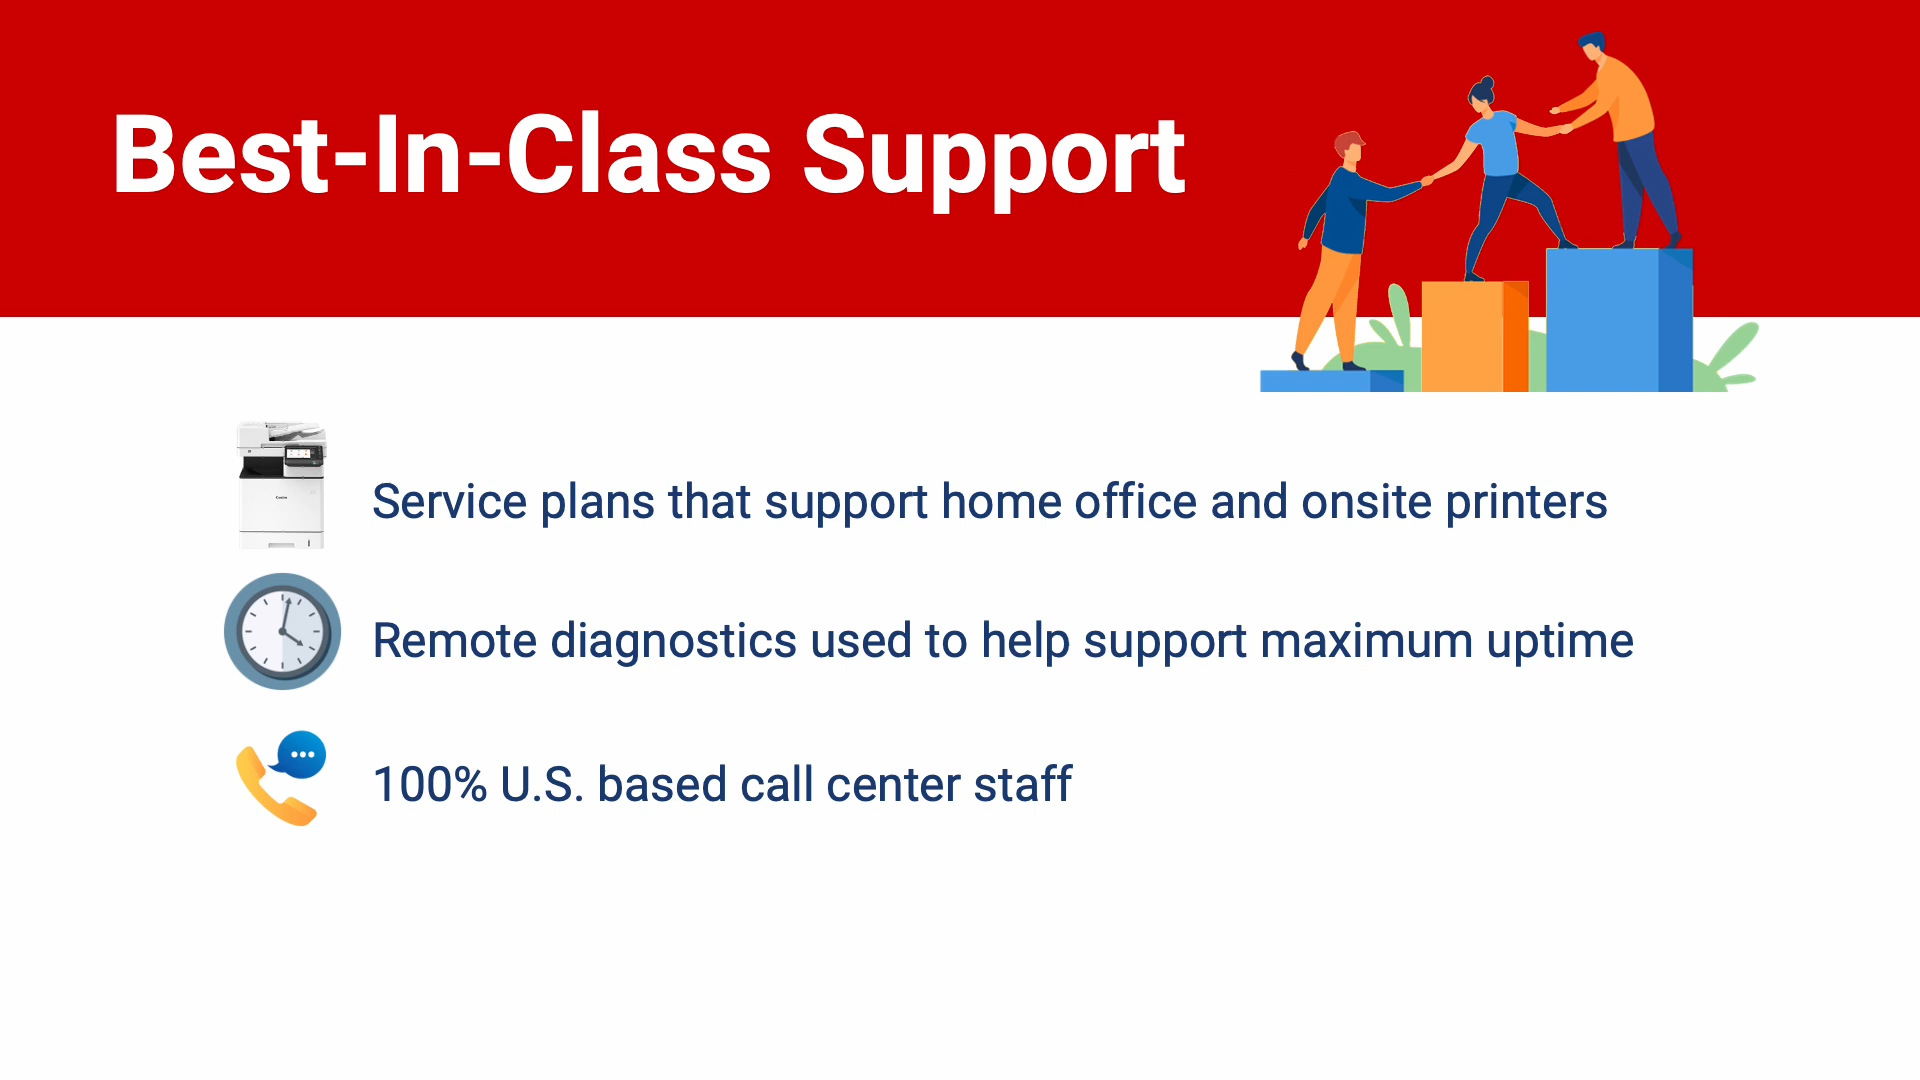 Best-In-Class Support
Service plans that support home office and onsite printers
Remote diagnostics used to help support maximum uptime
100% U.S. based call center staff